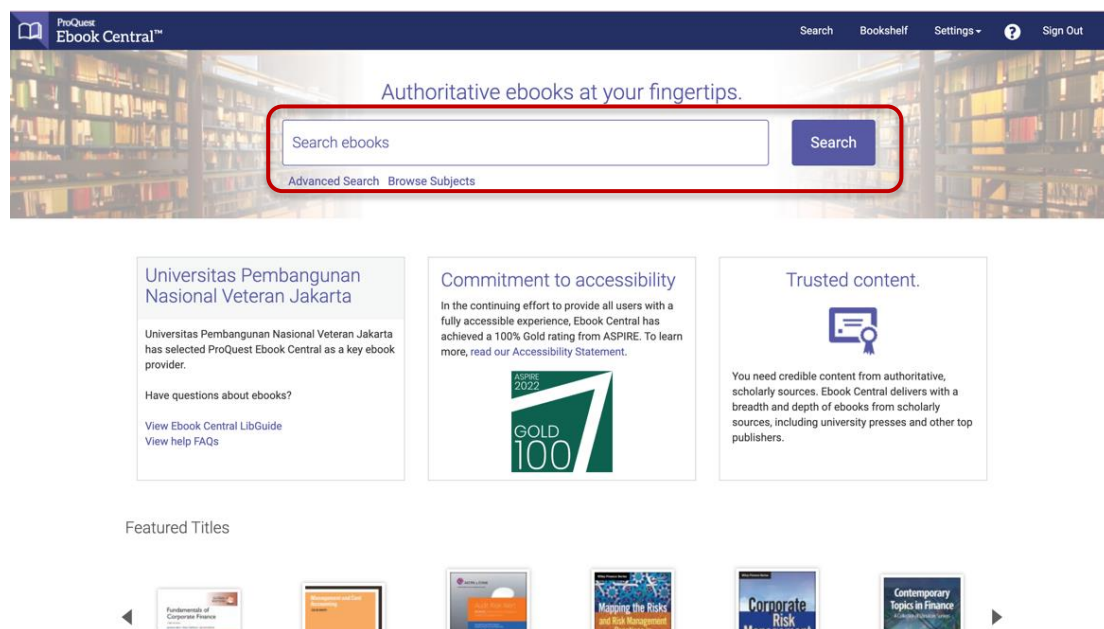 ProQuest
Ebook Central™
Search Bookshelf Settings ? Sign Out
Authoritative ebooks at your fingertips.
Search ebooks
Search
Advanced Search Browse Subjects
Universitas Pembangunan
Nasional Veteran Jakarta
Universitas Pembangunan Nasional Veteran Jakarta
has selected ProQuest Ebook Central as a key ebook
provider.
Have questions about ebooks?
View Ebook Central LibGuide
View help FAQs
Commitment to accessibility
In the continuing effort to provide all users with a
fully accessible experience, Ebook Central has
achieved a 100% Gold rating from ASPIRE. To learn
more, read our Accessibility Statement.
ASPIRE
2022
GOLD
100
Trusted content.
You need credible content from authoritative,
scholarly sources. Ebook Central delivers with a
breadth and depth of ebooks from scholarly
sources, including university presses and other top
publishers.
Featured Titles
Fundamentals of
Corporate Finance
Management and Cost
Accounting
Mapping the Risks
and Risk Management
Corporate
Risk
Contemporary
Topics in Finance